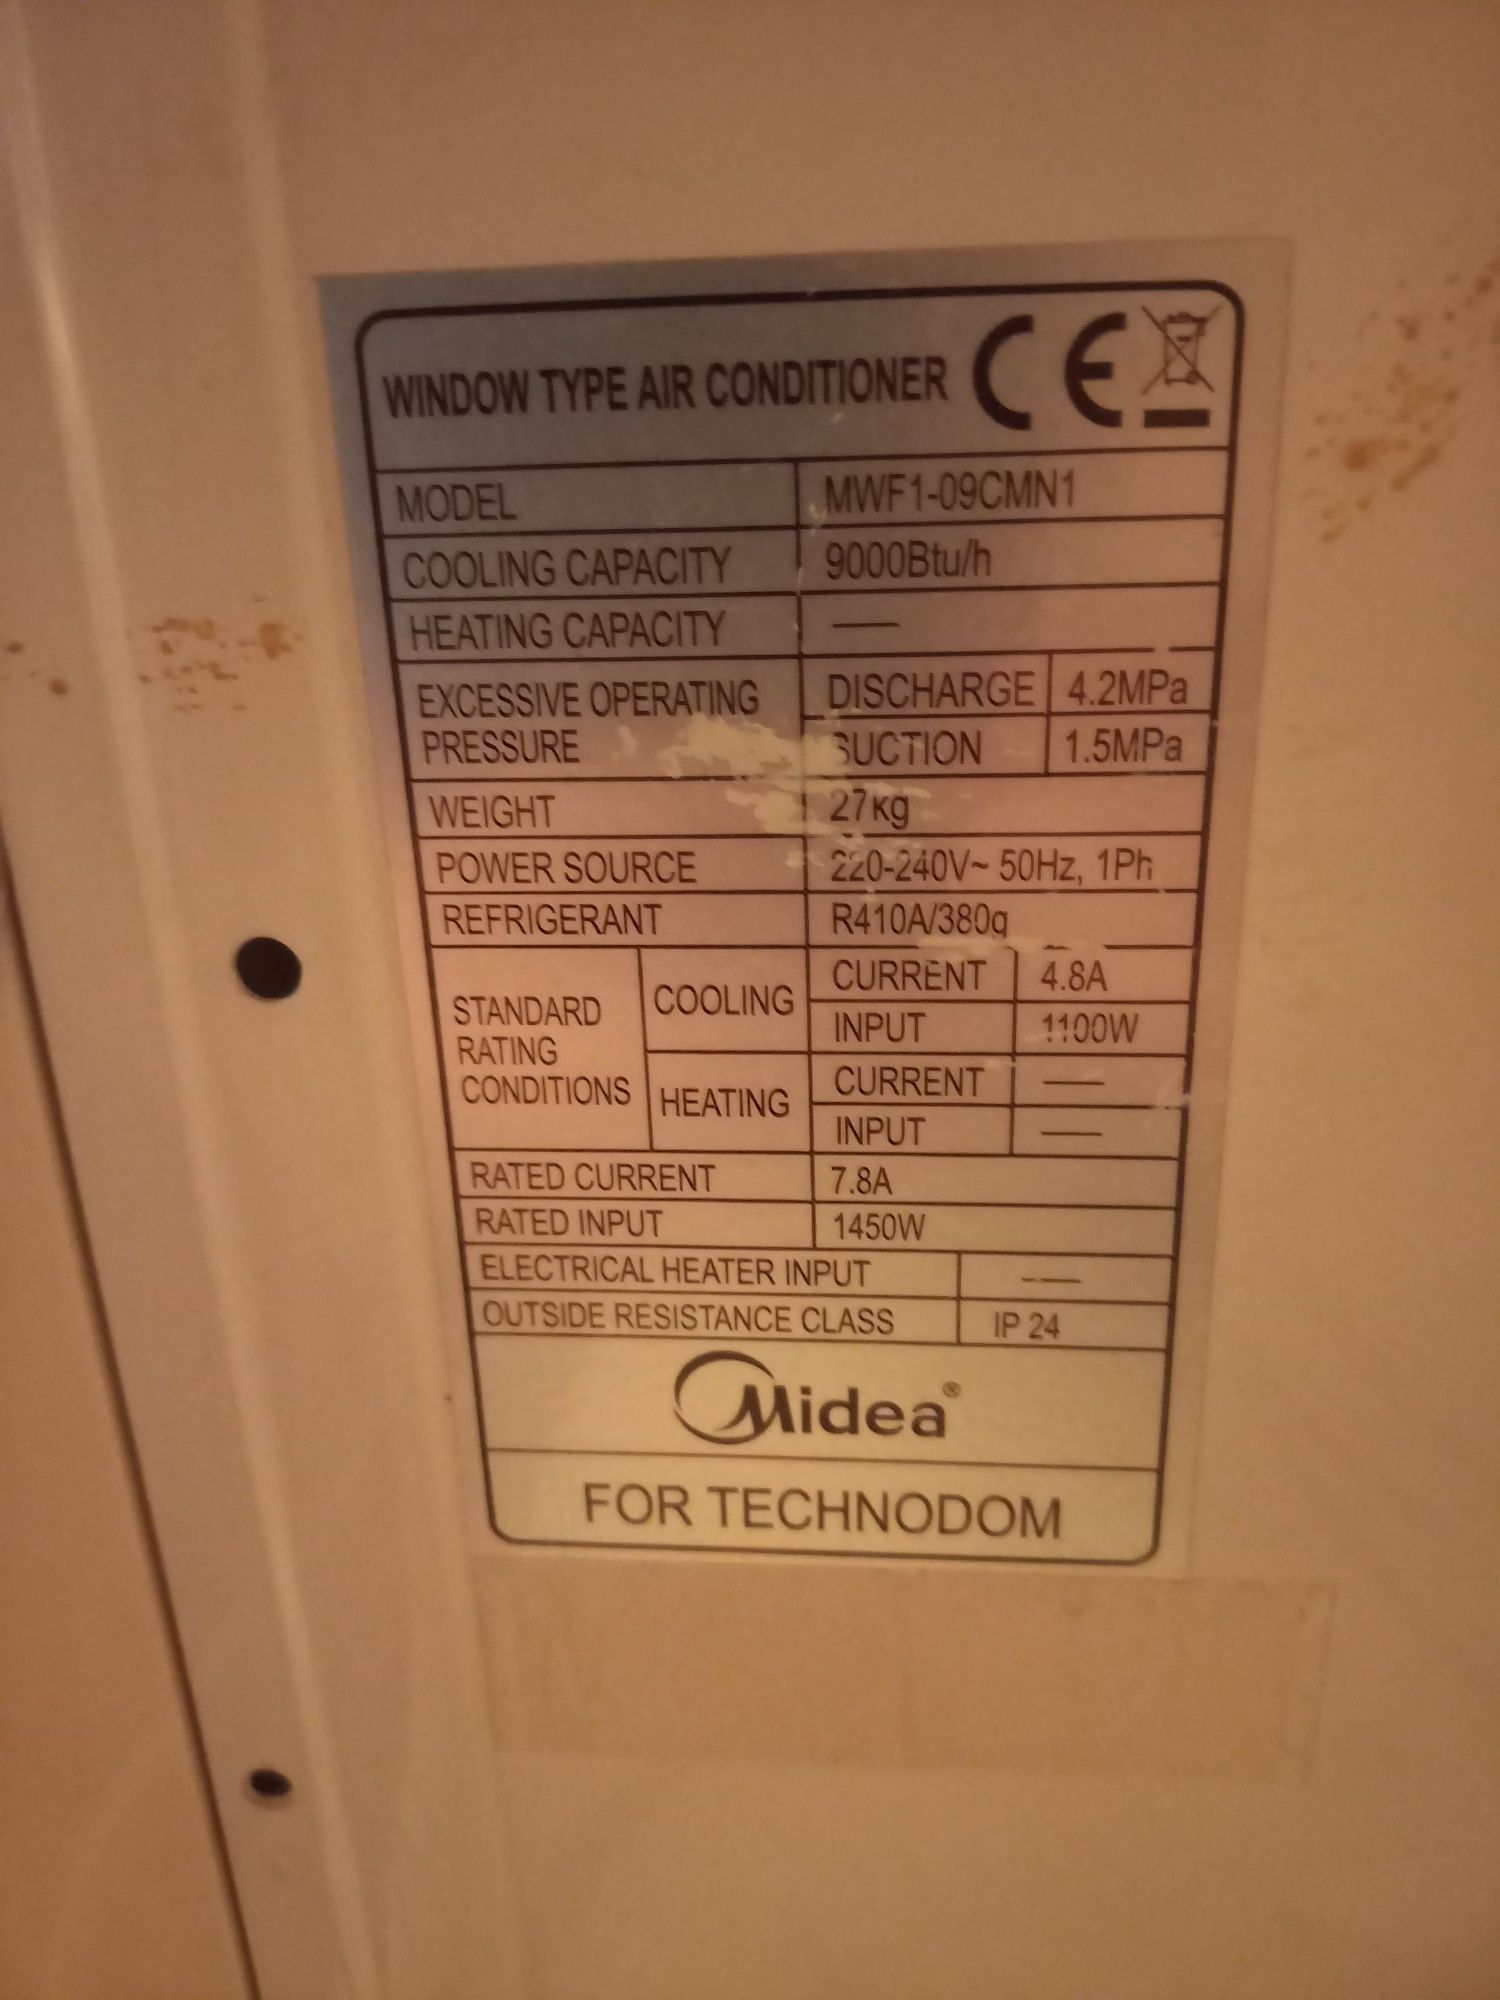 WINDOW TYPE AIR CONDITIONER CE
MODEL MWF1-09CMN1
COOLING CAPACITY 9000Btu/h
HEATING CAPACITY —
EXCESSIVE OPERATING PRESSURE DISCHARGE 4.2MPa
SUCTION 1.5MPa
WEIGHT 27кg
POWER SOURCE 220-240V~ 50Hz, 1Ph
REFRIGERANT R410A/380g
STANDARD RATING CONDITIONS COOLING CURRENT 4.8A
INPUT 1100W
HEATING CURRENT —
INPUT —
RATED CURRENT 7.8A
RATED INPUT 1450W
ELECTRICAL HEATER INPUT —
OUTSIDE RESISTANCE CLASS IP 24
Midea®
FOR TECHNODOM